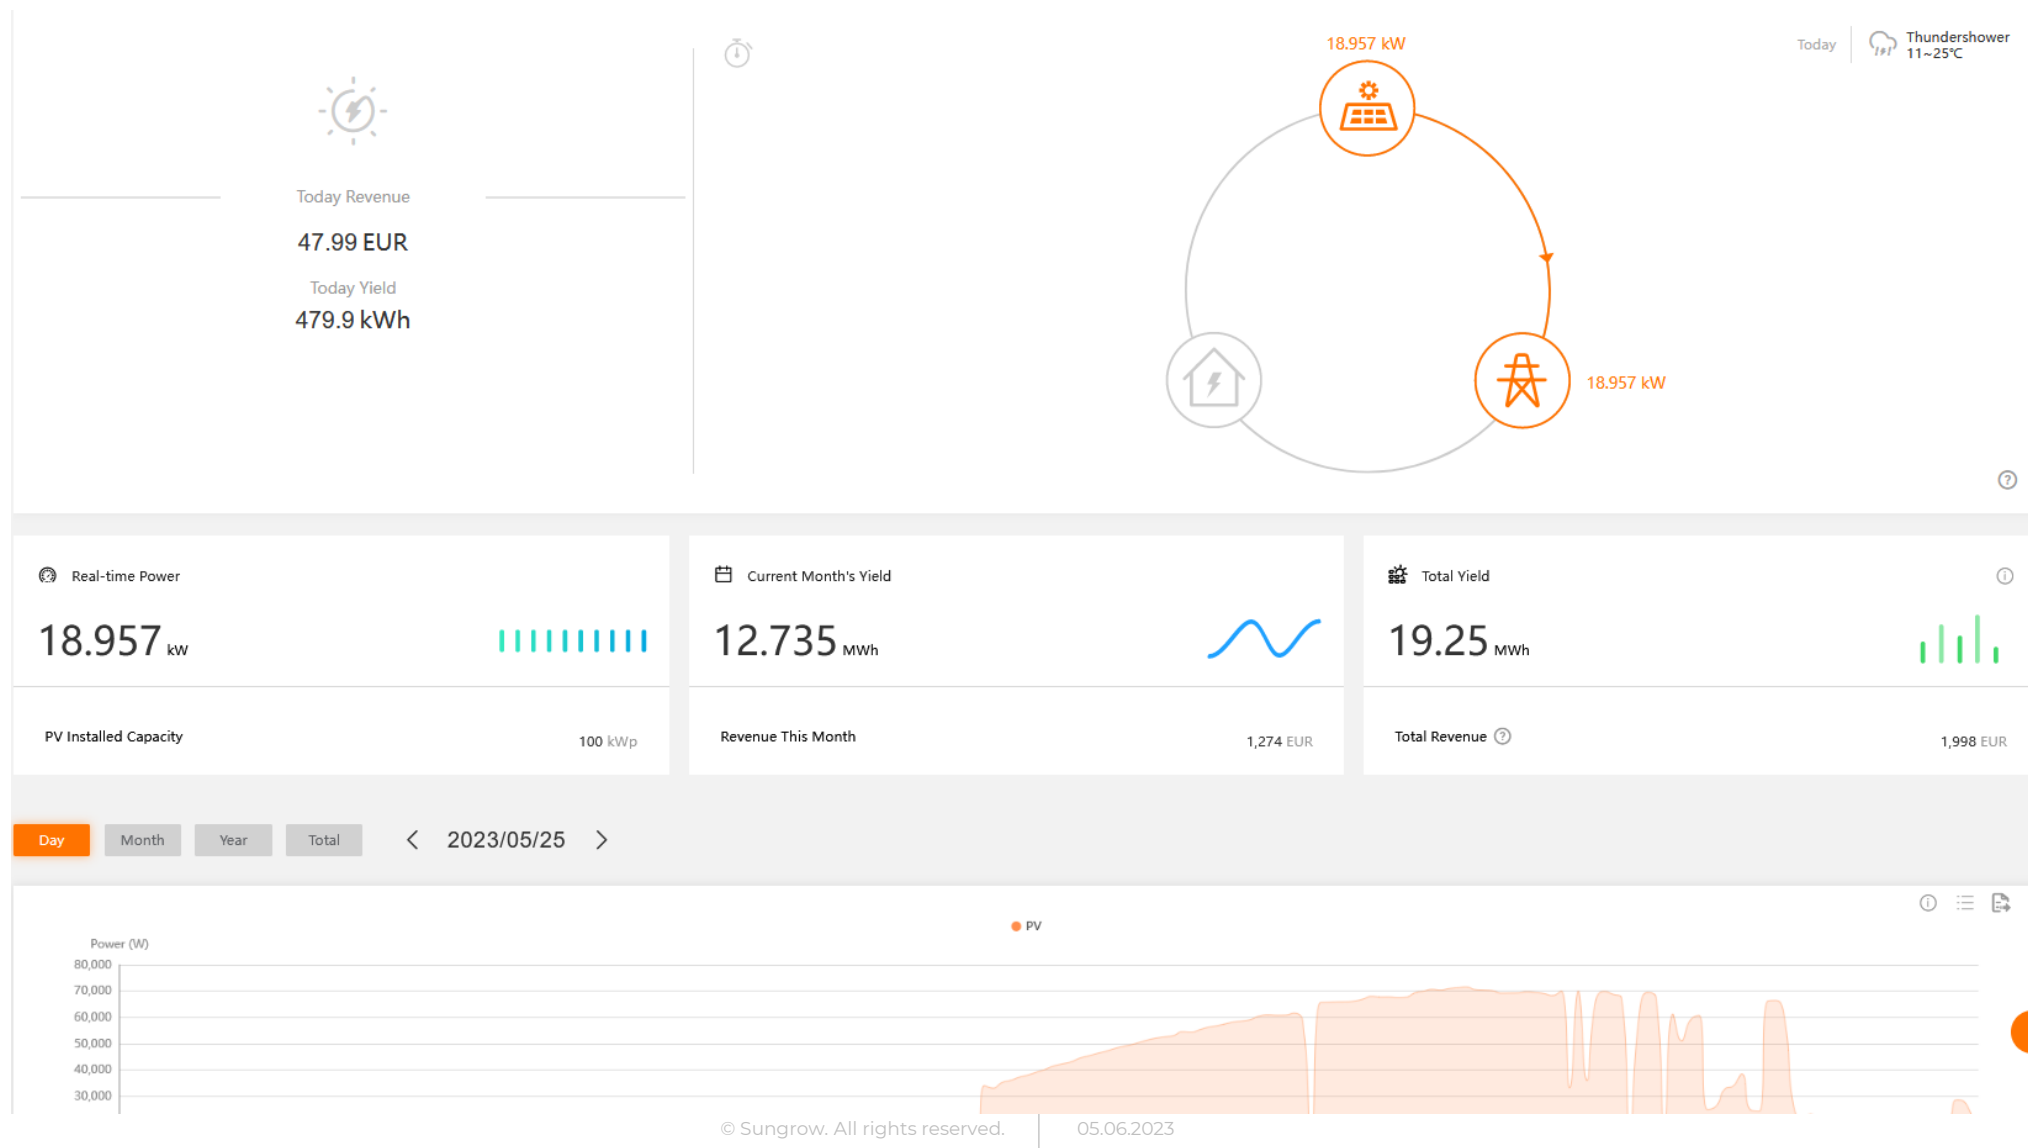 18.957 kW
Today
Thundershower
11~25℃
Today Revenue
47.99 EUR
Today Yield
479.9 kWh
18.957 kW
Real-time Power
18.957 kW
PV Installed Capacity
100 kWp
Current Month's Yield
12.735 MWh
Revenue This Month
1,274 EUR
Total Yield
19.25 MWh
Total Revenue
1,998 EUR
Day Month Year Total 2023/05/25
PV
Power (W)
80,000
70,000
60,000
50,000
40,000
30,000
© Sungrow. All rights reserved.
05.06.2023